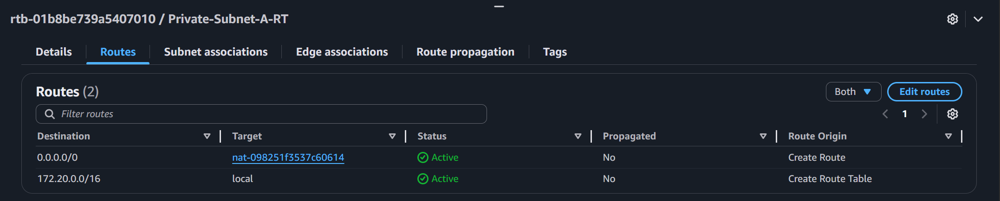 rtb-01b8be739a5407010 / Private-Subnet-A-RT
Details Routes Subnet associations Edge associations Route propagation Tags
Routes (2) Both Edit routes
Filter routes 1
Destination Target Status Propagated Route Origin
0.0.0.0/0 nat-098251f3537c60614 Active No Create Route
172.20.0.0/16 local Active No Create Route Table